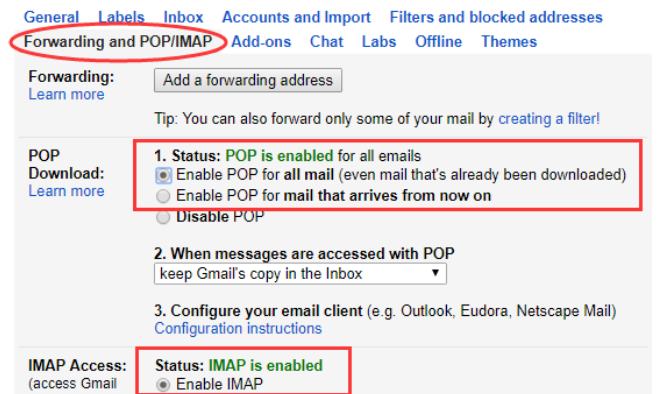 General Labels Inbox Accounts and Import Filters and blocked addresses
Forwarding and POP/IMAP Add-ons Chat Labs Offline Themes
Forwarding:
Learn more
Add a forwarding address
Tip: You can also forward only some of your mail by creating a filter!
POP
Download:
Learn more
1. Status: POP is enabled for all emails
Enable POP for all mail (even mail that's already been downloaded)
Enable POP for mail that arrives from now on
Disable POP
2. When messages are accessed with POP
keep Gmail's copy in the Inbox
3. Configure your email client (e.g. Outlook, Eudora, Netscape Mail)
Configuration instructions
IMAP Access:
(access Gmail
Status: IMAP is enabled
Enable IMAP